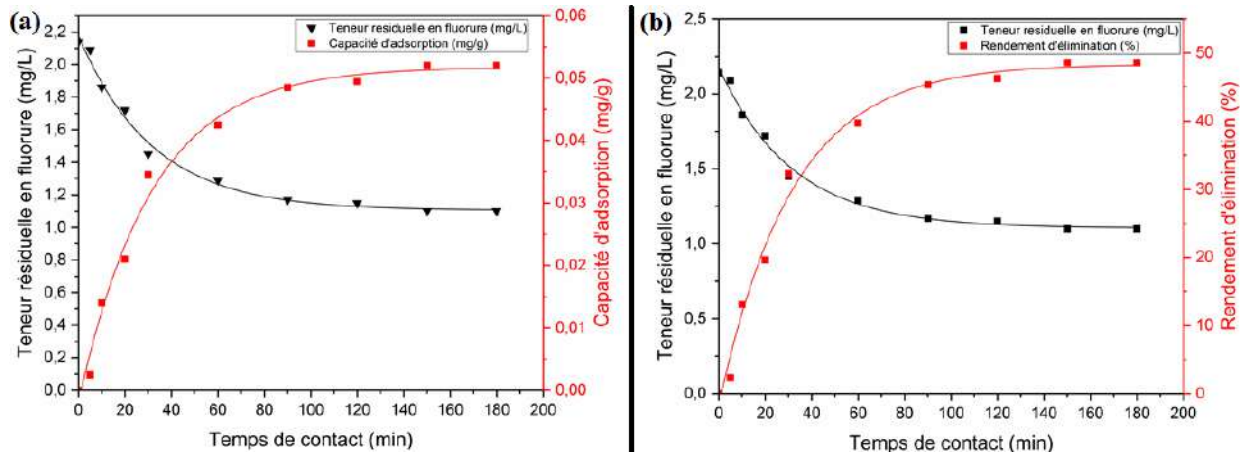 (a)
Teneur residuelle en fluorure (mg/L)
Capacité d'adsorption (mg/g)
Teneur résiduelle en fluorure (mg/L)
2,2
2,0
1,8
1,6
1,4
1,2
1,0
0,8
0,6
0,4
0,2
0,0
0 20 40 60 80 100 120 140 160 180 200
Temps de contact (min)
0,06
0,05
0,04
0,03
0,02
0,01
0,00
Capacité d'adsorption (mg/g)
(b)
Teneur residuelle en fluorure (mg/L)
Rendement d'élimination (%)
Teneur résiduelle en fluorure (mg/L)
2,5
2,0
1,5
1,0
0,5
0,0
0 20 40 60 80 100 120 140 160 180 200
Temps de contact (min)
50
40
30
20
10
0
Rendement d'élimination (%)